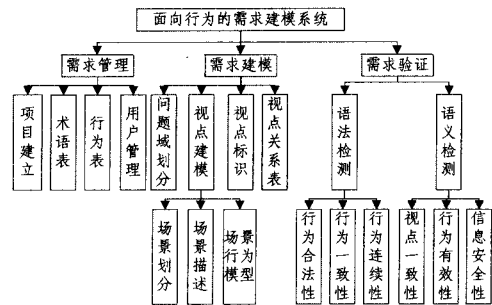 面向行为的需求建模系统
需求管理
需求建模
需求验证
项目建立
术语表
行为表
用户管理
问题域划分
视点建模
视点标识
视点关系表
语法检测
语义检测
场景划分
场景描述
场景行为模型
行为合法性
行为一致性
行为连续性
视点一致性
行为有效性
信息安全性